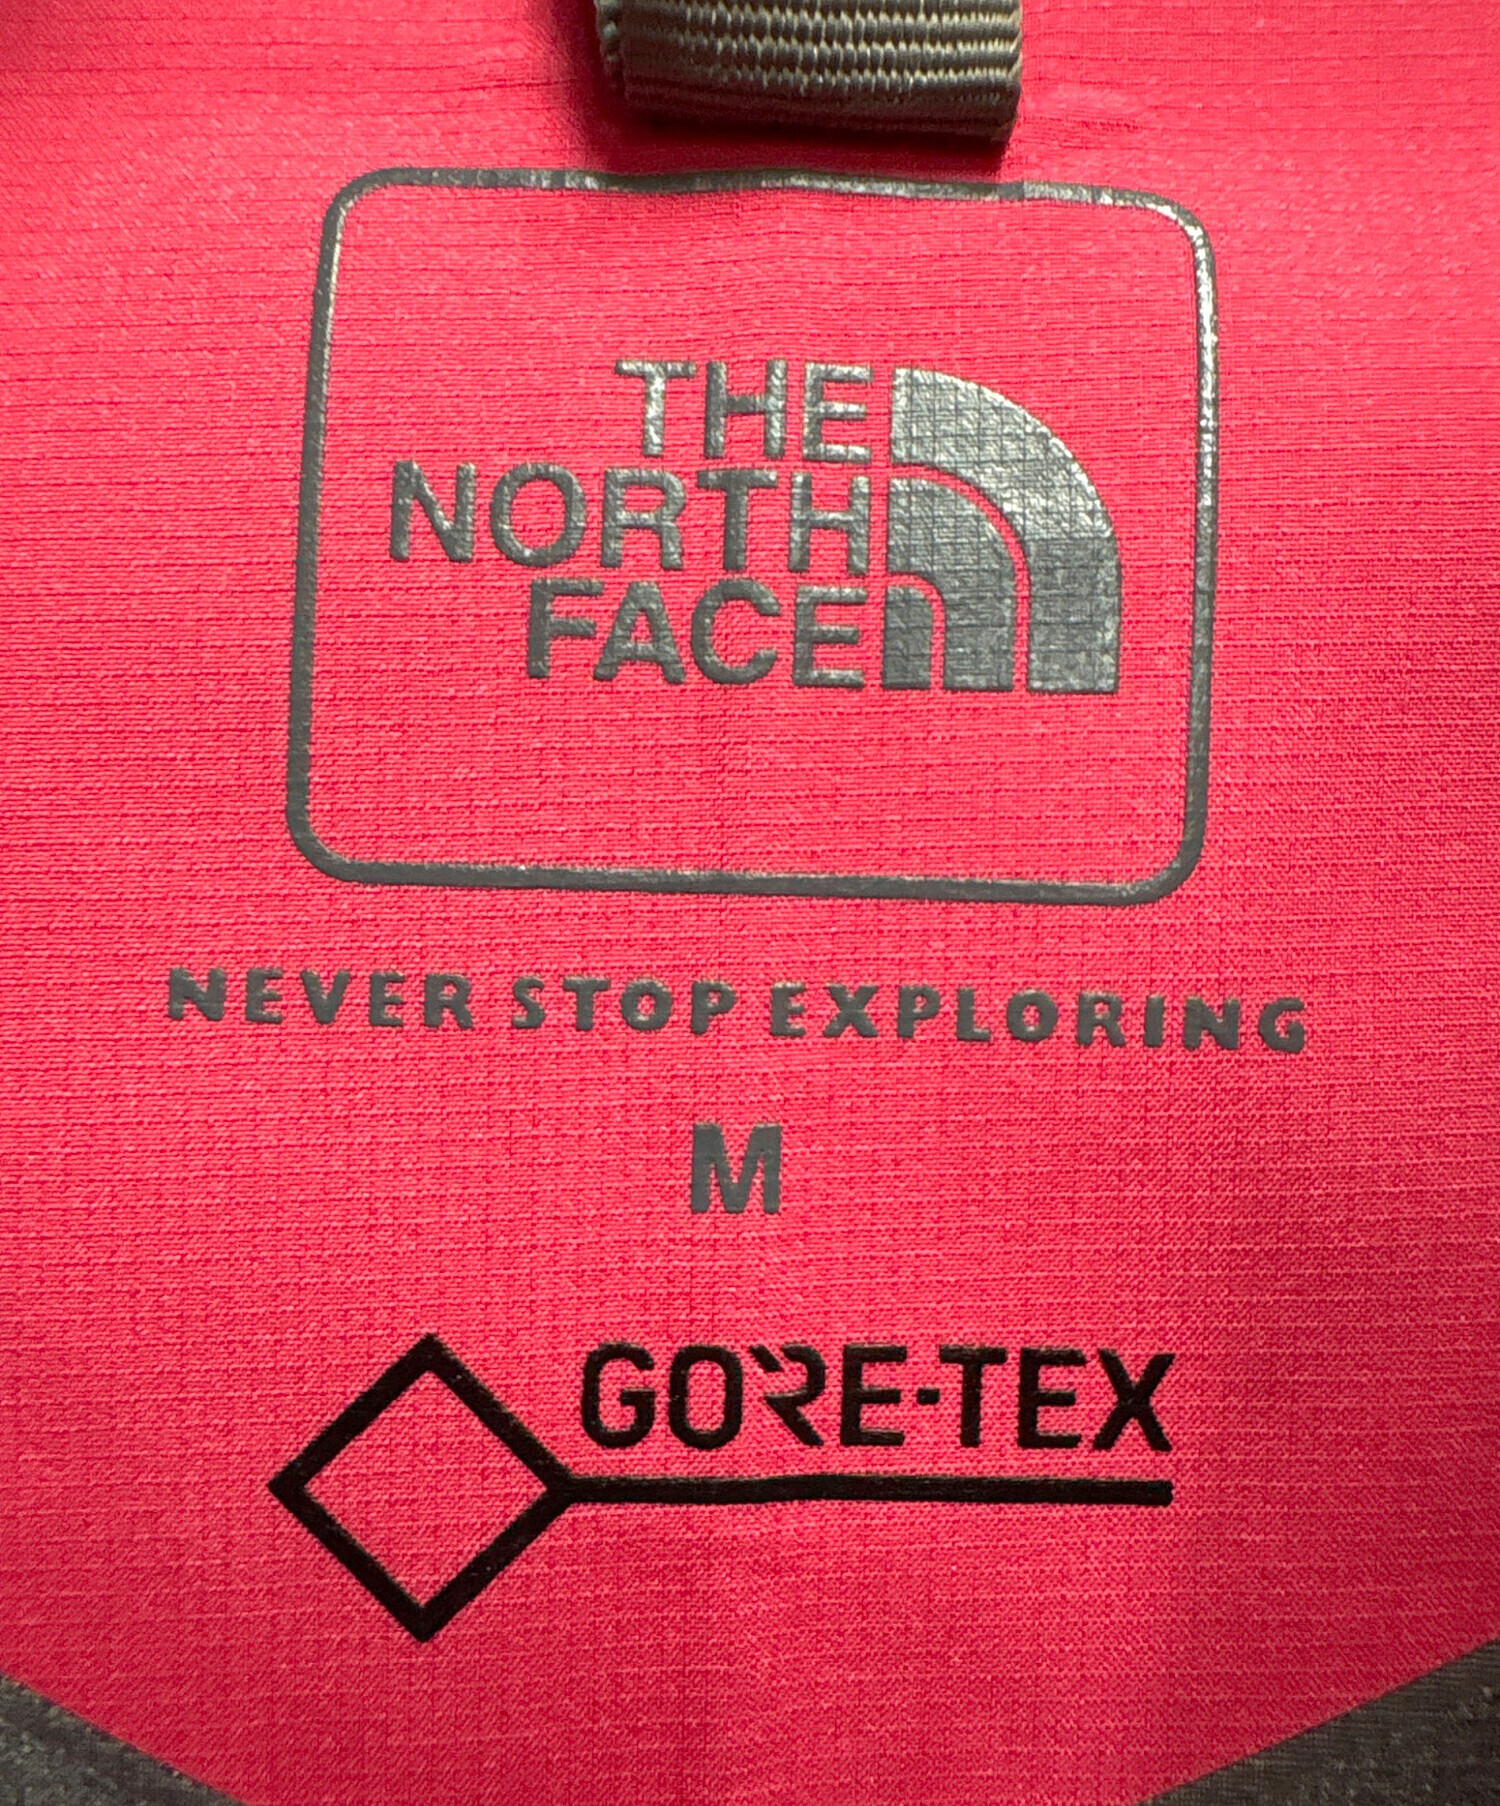 THE
NORTH
FACE
NEVER STOP EXPLORING
M
GORE-TEX